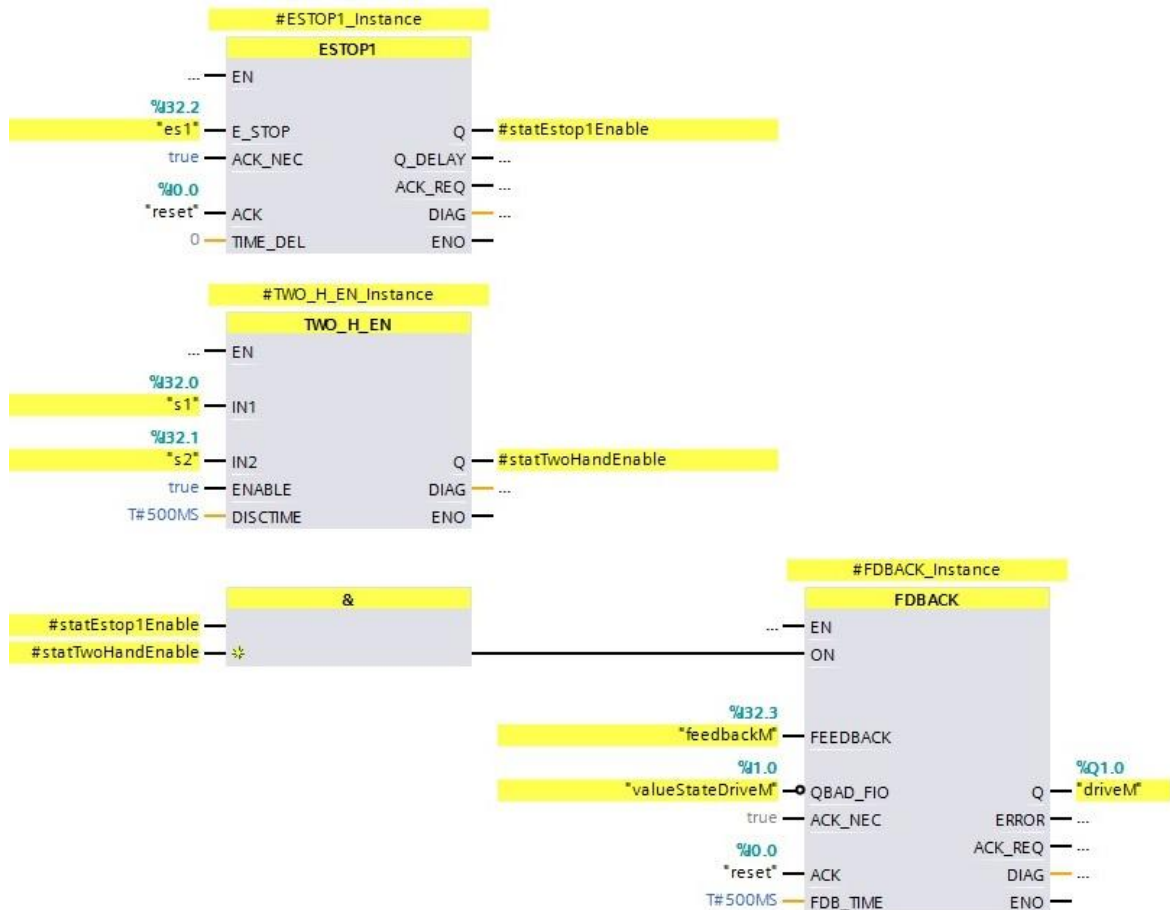 #ESTOP1_Instance
ESTOP1
... EN
%I32.2
"es1" E_STOP Q #statEstop1Enable
true ACK_NEC Q_DELAY ...
ACK_REQ ...
%I0.0
"reset" ACK DIAG ...
0 TIME_DEL ENO
#TWO_H_EN_Instance
TWO_H_EN
... EN
%I32.0
"s1" IN1
%I32.1
"s2" IN2 Q #statTwoHandEnable
true ENABLE DIAG ...
T#500MS DISCTIME ENO
#FDBACK_Instance
& FDBACK
#statEstop1Enable ... EN
#statTwoHandEnable ON
%I32.3
"feedbackM" FEEDBACK
%I1.0 %Q1.0
"valueStateDriveM" QBAD_FIO Q "driveM"
true ACK_NEC ERROR ...
%I0.0 ACK_REQ ...
"reset" ACK DIAG ...
T#500MS FDB_TIME ENO